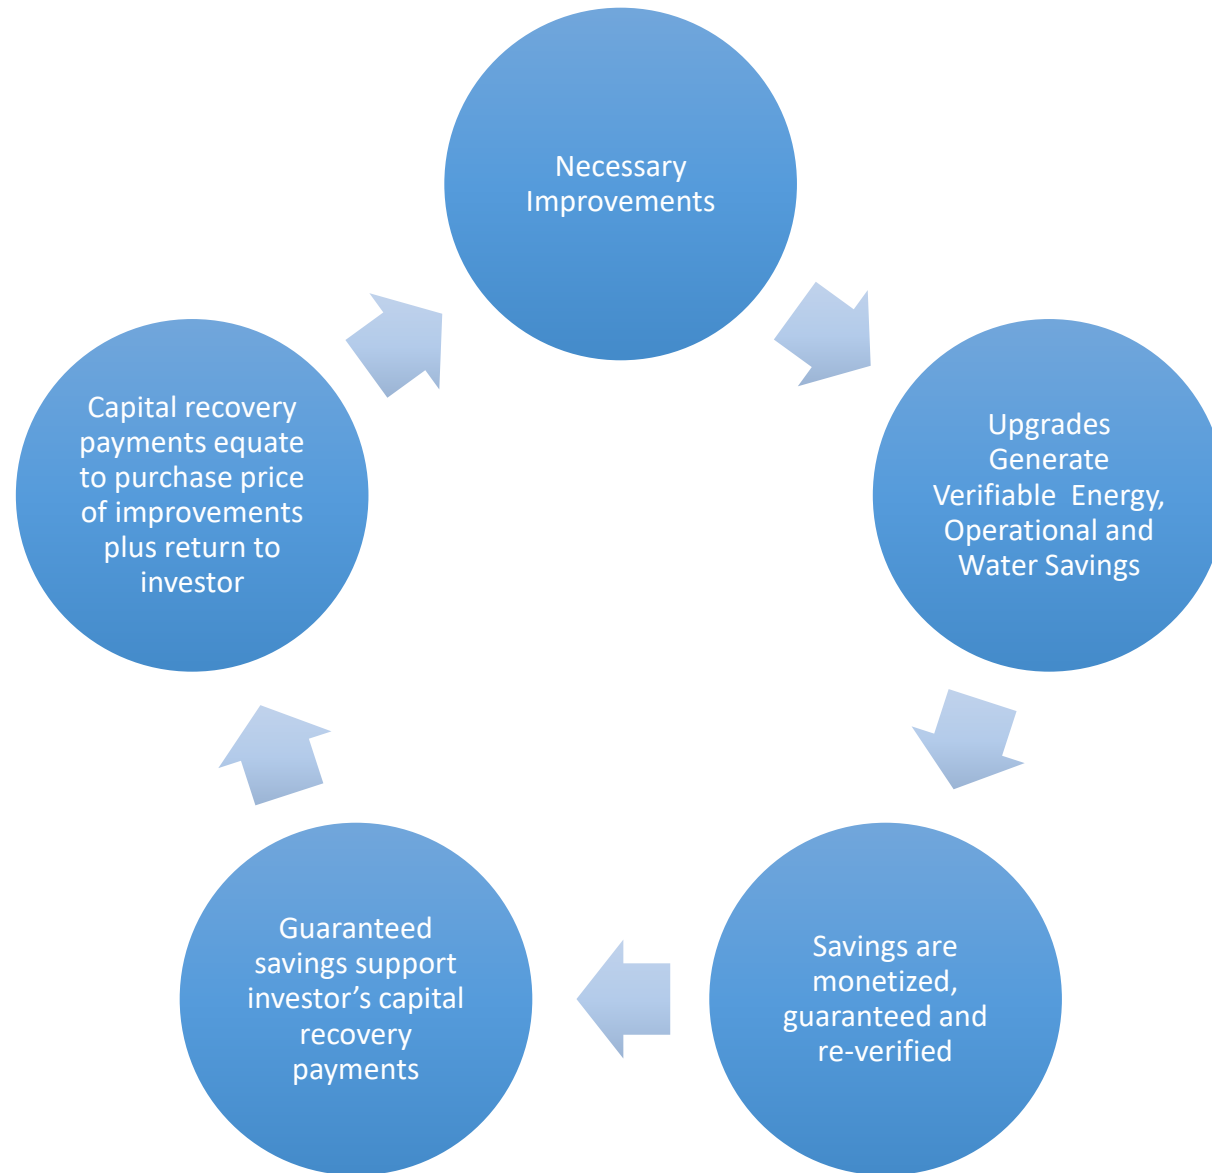 Necessary
Improvements
Upgrades
Generate
Verifiable  Energy,
Operational and
Water Savings
Savings are
monetized,
guaranteed and
re-verified
Guaranteed
savings support
investor’s capital
recovery
payments
Capital recovery
payments equate
to purchase price
of improvements
plus return to
investor